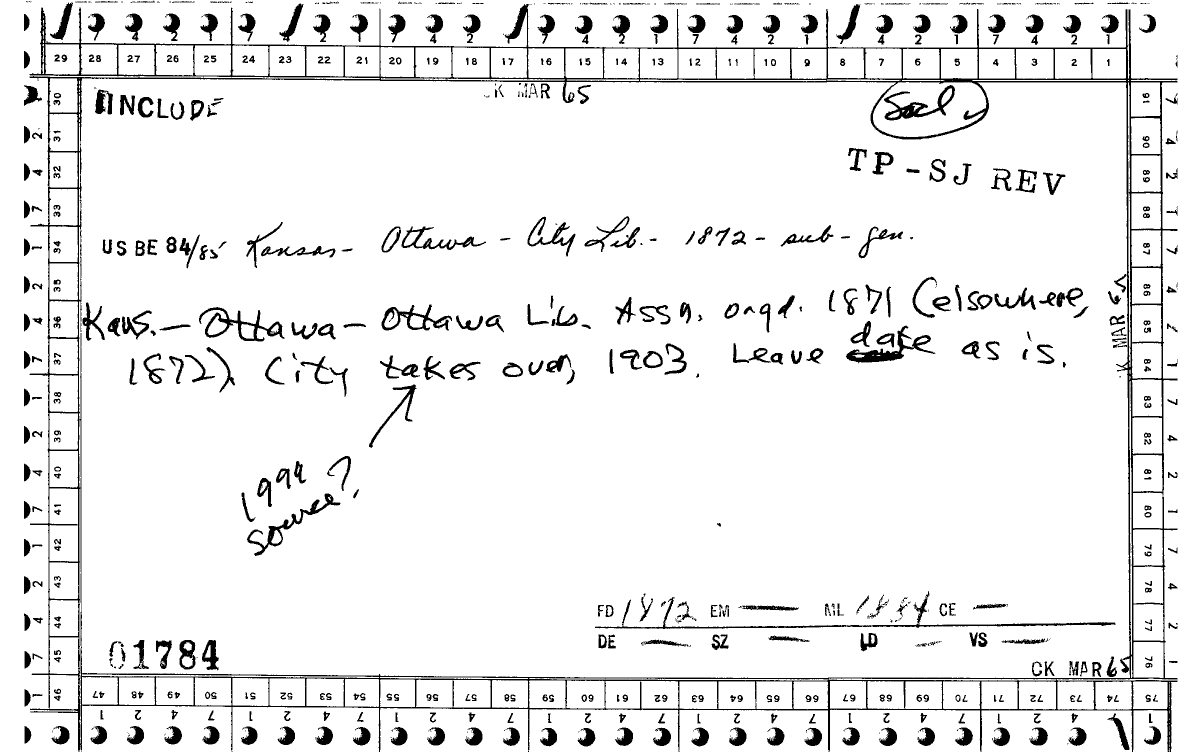 7 4 2 1 7 4 2 1 7 4 2 1 7 4 2 1 7 4 2 1 7 4 2 1 7 4 2 1
29 28 27 26 25 24 23 22 21 20 19 18 17 16 15 14 13 12 11 10 9 8 7 6 5 4 3 2 1
INCLUDE
CK MAR 65
TP-SJ REV
US BE 84/85 Kansas- Ottawa - City Lib.- 1872- sub-gen.
Kans.- Ottawa- Ottawa Lib. Assn. orgd. 1871 (elsewhere,
1872). City takes over, 1903. Leave date as is.
1994
source?
FD 1872 EM — ML 1884 CE —
DE — SZ — LD — VS —
01784
CK MAR 65
CK MAR 65
30 31 32 33 34 35 36 37 38 39 40 41 42 43 44 45 46
91 90 89 88 87 86 85 84 83 82 81 80 79 78 77 76 75
47 48 49 50 51 52 53 54 55 56 57 58 59 60 61 62 63 64 65 66 67 68 69 70 71 72 73 74
1 2 4 7 1 2 4 7 1 2 4 7 1 2 4 7 1 2 4 7 1 2 4 7 1 2 4